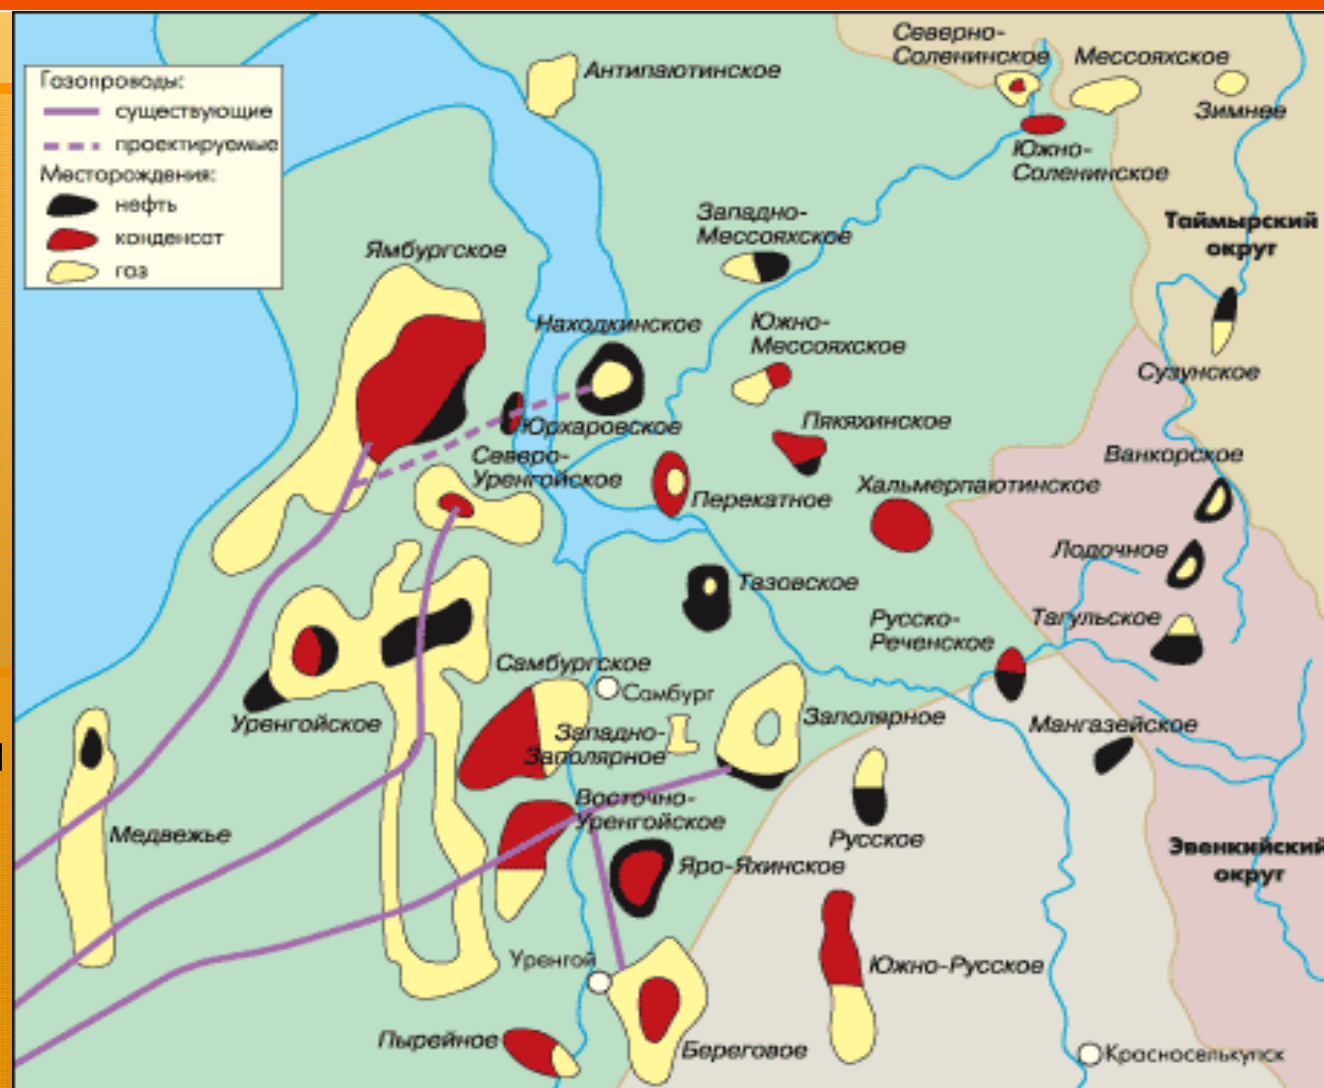 Газопроводы:
существующие
проектируемые
Месторождения:
нефть
конденсат
газ
Антипаютинское
Северно-
Соленинское
Мессояхское
Зимнее
Южно-
Соленинское
Таймырский
округ
Западно-
Мессояхское
Ямбургское
Находкинское
Южно-
Мессояхское
Сузунское
Юрхаровское
Пякяхинское
Северо-
Уренгойское
Ванкорское
Перекатное
Хальмерпаютинское
Лодочное
Тазовское
Русско-
Реченское
Тагульское
Самбургское
Самбург
Уренгойское
Западно-
Заполярное
Заполярное
Мангазейское
Восточно-
Уренгойское
Медвежье
Русское
Эвенкийский
округ
Яро-Яхинское
Уренгой
Южно-Русское
Пырейное
Береговое
Красноселькупск